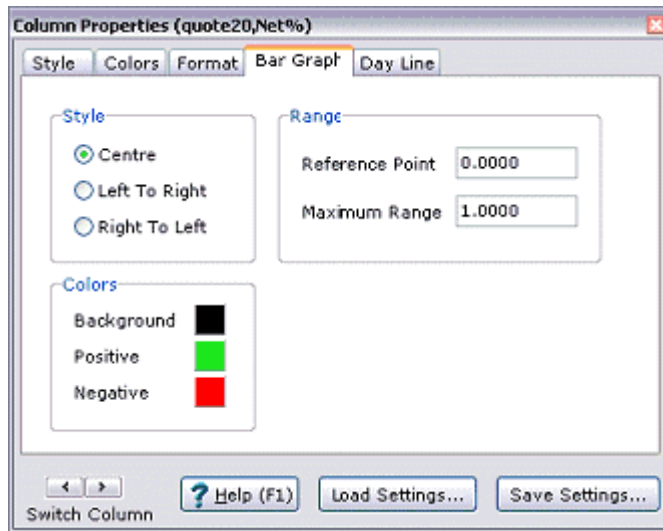 Column Properties (quote20,Net%)
Style Colors Format Bar Graph Day Line
Style
Centre
Left To Right
Right To Left
Range
Reference Point 0.0000
Maximum Range 1.0000
Colors
Background
Positive
Negative
Switch Column
? Help (F1)
Load Settings...
Save Settings...